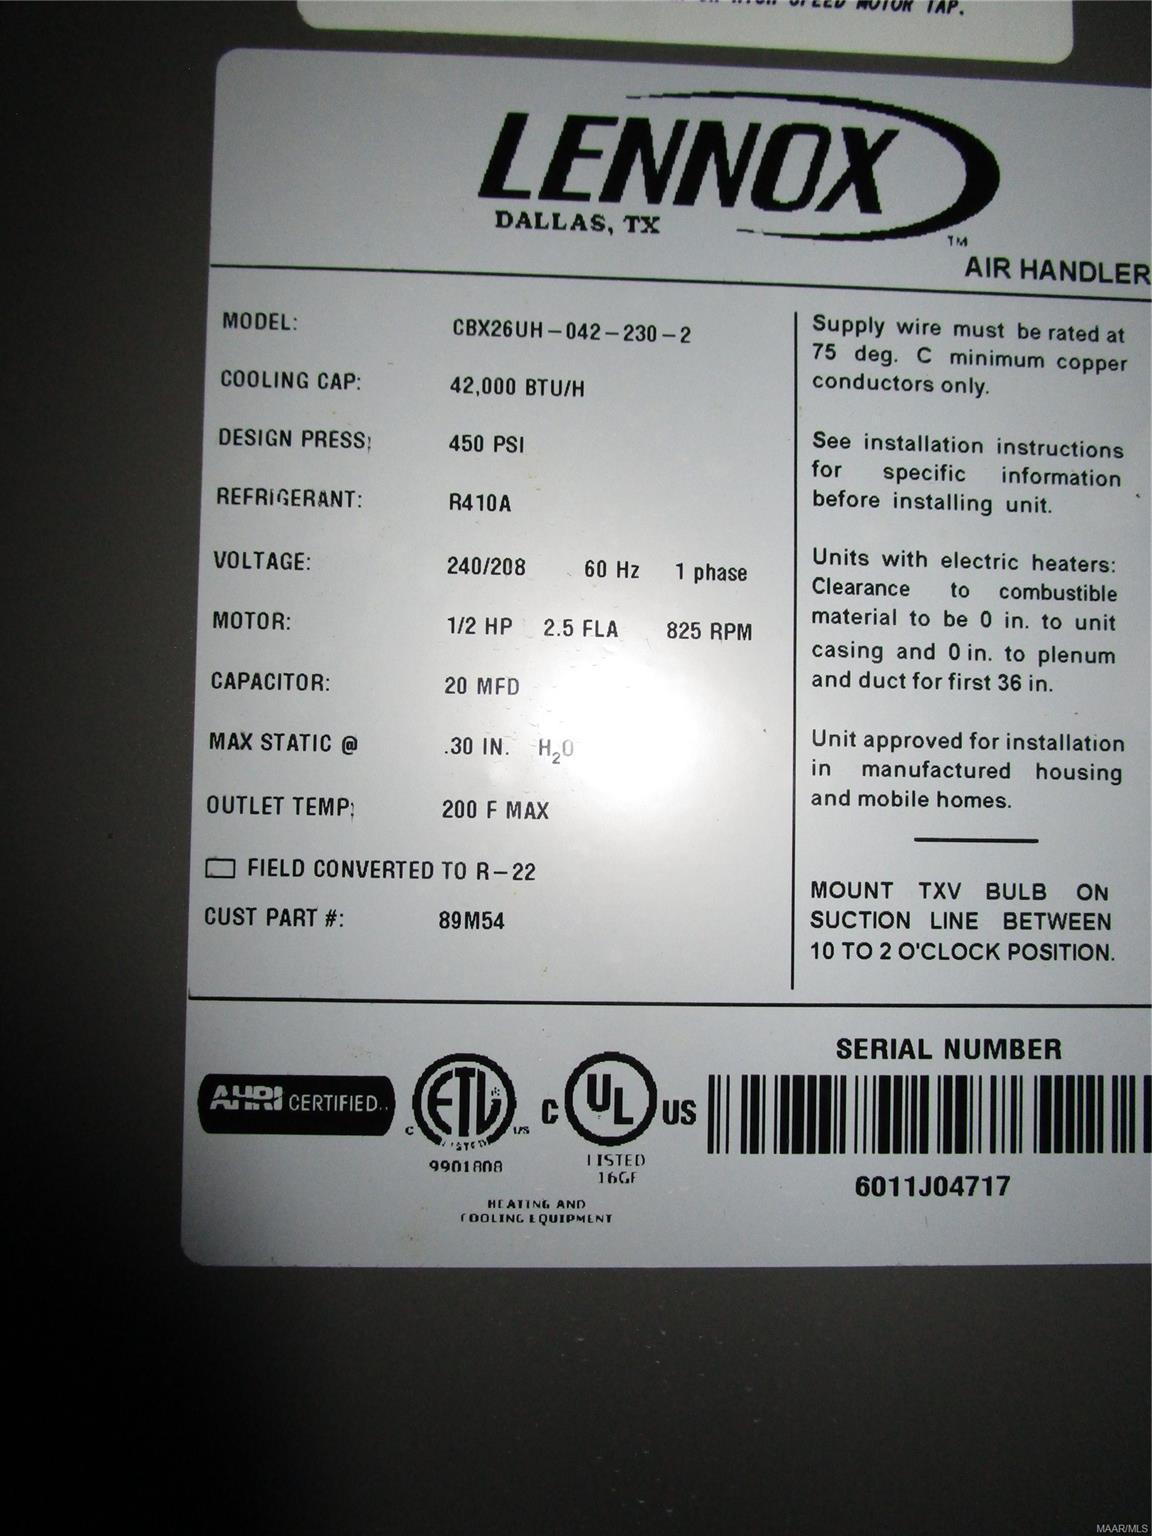 SPEED MOTOR TAP.
LENNOX
DALLAS, TX
TM
AIR HANDLER
MODEL: CBX26UH-042-230-2
COOLING CAP: 42,000 BTU/H
DESIGN PRESS: 450 PSI
REFRIGERANT: R410A
VOLTAGE: 240/208 60 Hz 1 phase
MOTOR: 1/2 HP 2.5 FLA 825 RPM
CAPACITOR: 20 MFD
MAX STATIC @ .30 IN. H2O
OUTLET TEMP: 200 F MAX
FIELD CONVERTED TO R-22
CUST PART #: 89M54
Supply wire must be rated at
75 deg. C minimum copper
conductors only.
See installation instructions
for specific information
before installing unit.
Units with electric heaters:
Clearance to combustible
material to be 0 in. to unit
casing and 0 in. to plenum
and duct for first 36 in.
Unit approved for installation
in manufactured housing
and mobile homes.
MOUNT TXV BULB ON
SUCTION LINE BETWEEN
10 TO 2 O'CLOCK POSITION.
AHRI CERTIFIED
C ETL US
LISTED
9901808
C UL US
LISTED
16GF
HEATING AND
COOLING EQUIPMENT
SERIAL NUMBER
6011J04717
MAAR/MLS